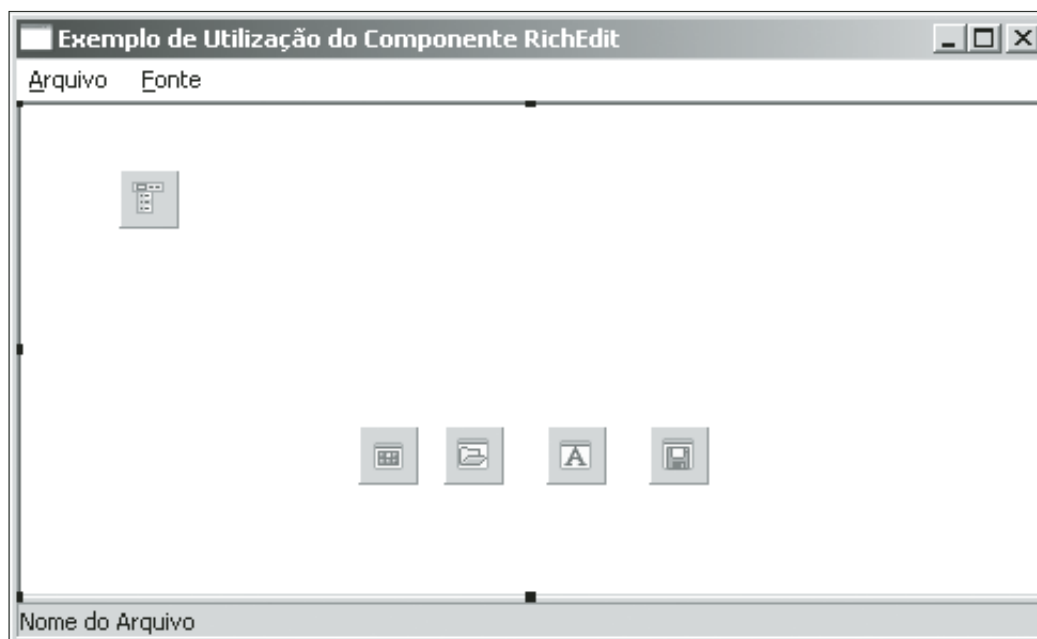 Exemplo de Utilização do Componente RichEdit
Arquivo Fonte
A
Nome do Arquivo